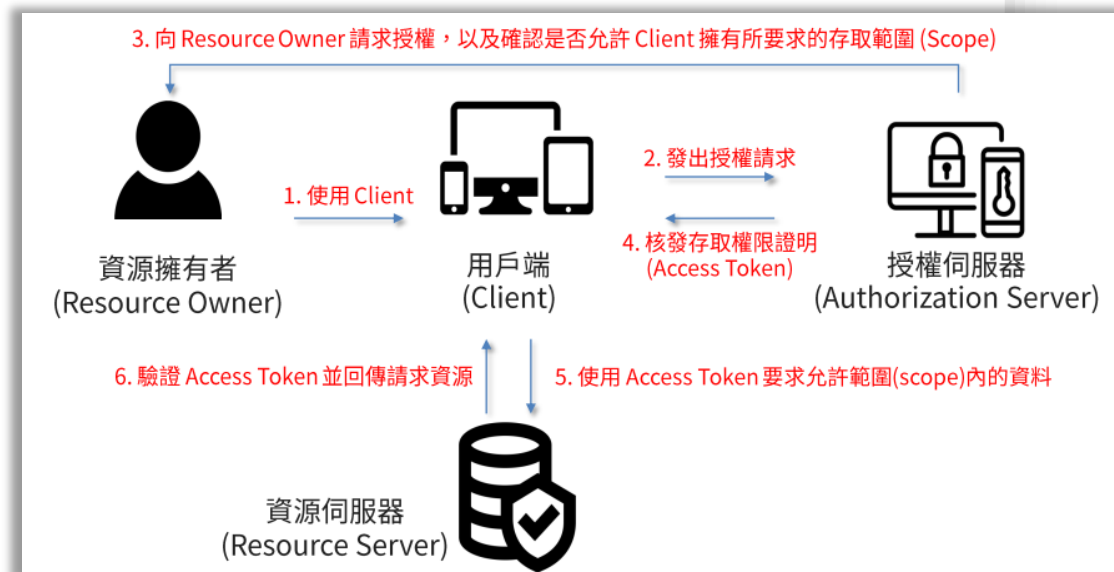 3. 向 Resource Owner 請求授權，以及確認是否允許 Client 擁有所要求的存取範圍 (Scope)
1. 使用 Client
2. 發出授權請求
4. 核發存取權限證明
(Access Token)
資源擁有者
(Resource Owner)
用戶端
(Client)
授權伺服器
(Authorization Server)
6. 驗證 Access Token 並回傳請求資源
5. 使用 Access Token 要求允許範圍(scope)內的資料
資源伺服器
(Resource Server)